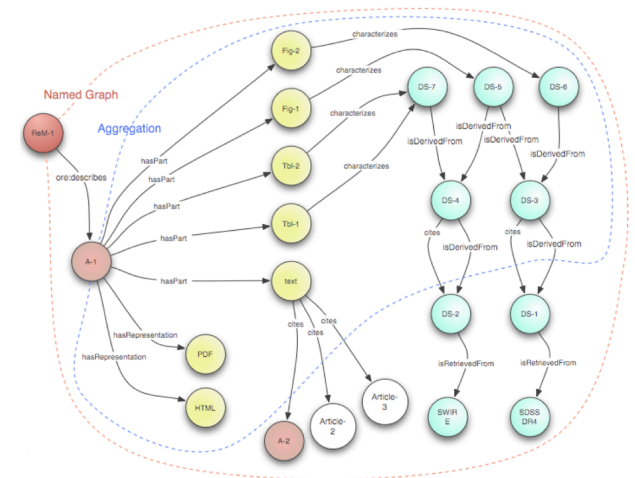 Fig-2
characterizes
characterizes
Named Graph
Fig-1
DS-7
DS-5
DS-6
Aggregation
characterizes
ReM-1
isDerivedFrom
isDerivedFrom
isDerivedFrom
isDerivedFrom
hasPart
Tbl-2
characterizes
ore:describes
hasPart
hasPart
DS-4
DS-3
Tbl-1
hasPart
cites
cites
isDerivedFrom
isDerivedFrom
A-1
hasPart
text
DS-2
DS-1
cites
cites
cites
hasRepresentation
PDF
hasRepresentation
isRetrievedFrom
isRetrievedFrom
HTML
Article-
3
Article-
2
A-2
SWIR
E
SDSS
DR4